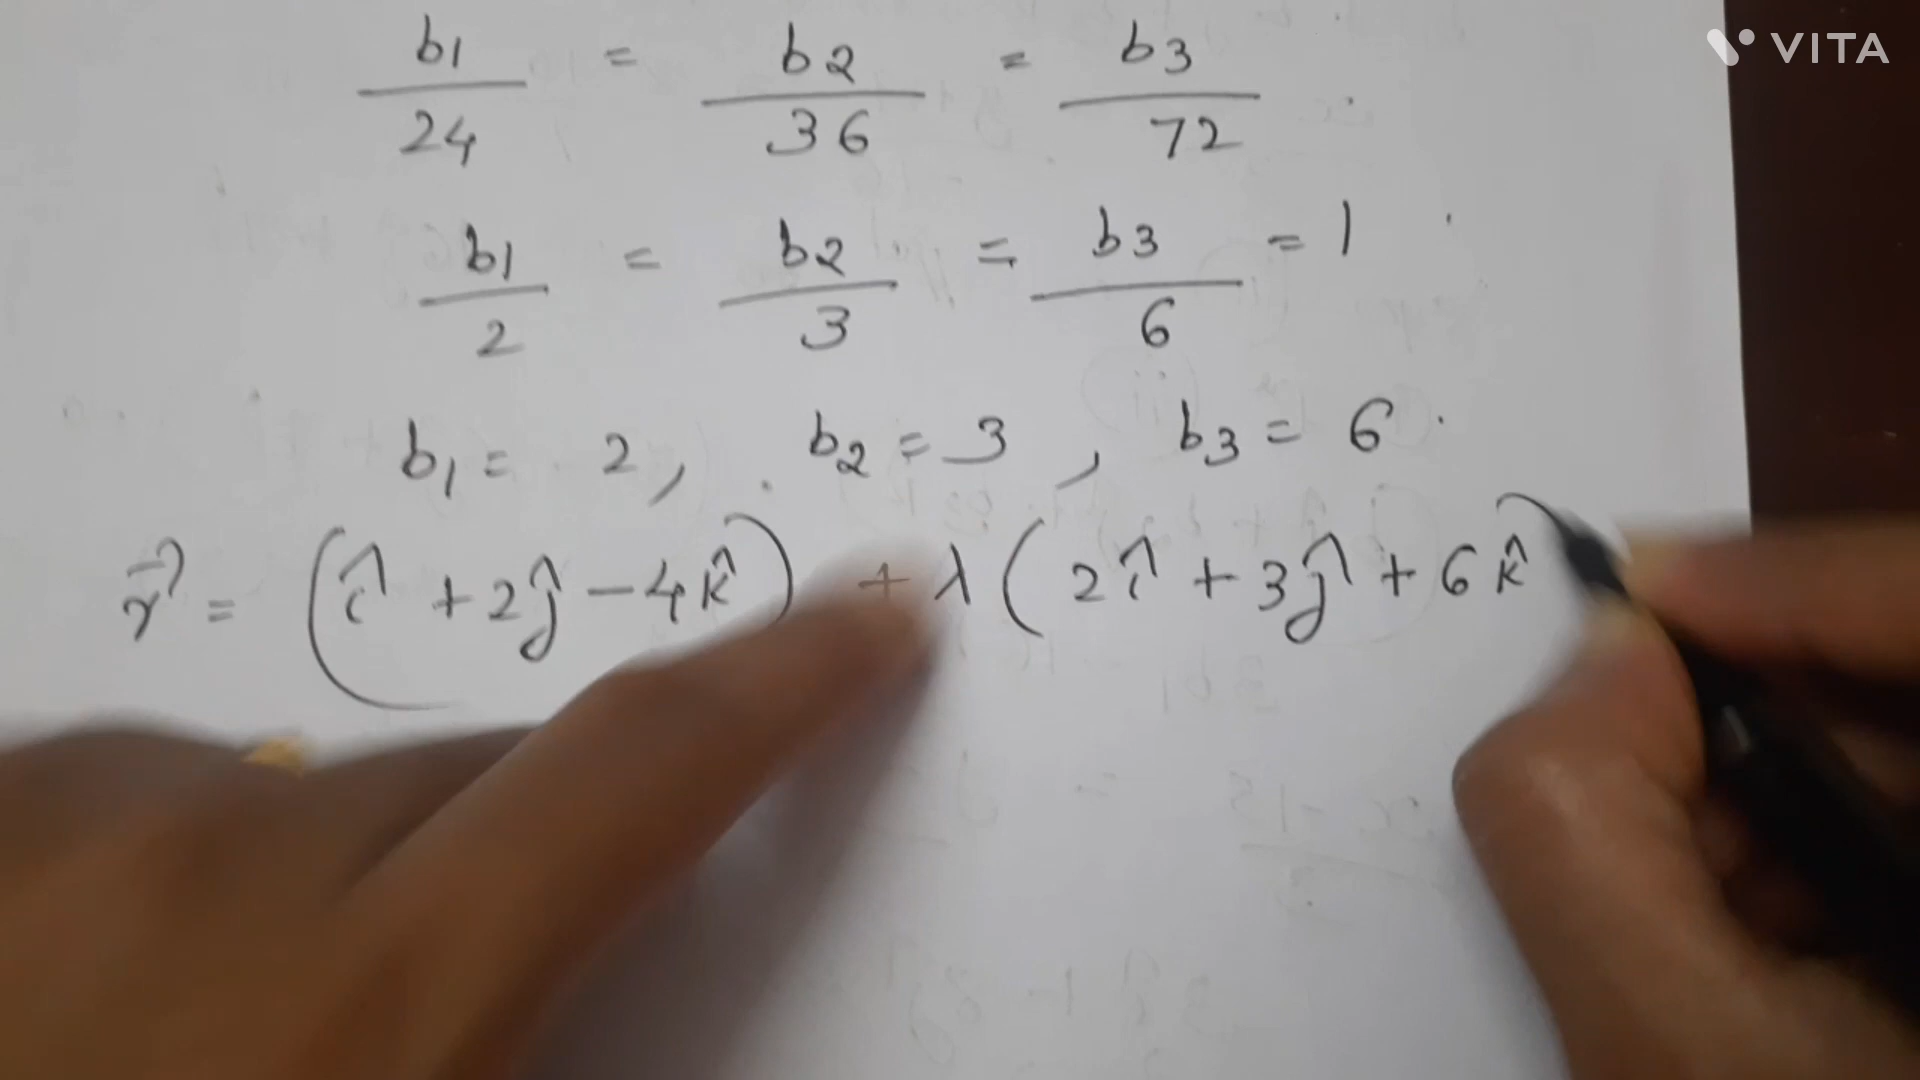 VITA
b1/24 = b2/36 = b3/72
b1/2 = b2/3 = b3/6 = 1
b₁ = 2, b₂ = 3, b₃ = 6.
r⃗ = (î + 2ĵ − 4k̂) + λ(2î + 3ĵ + 6k̂)